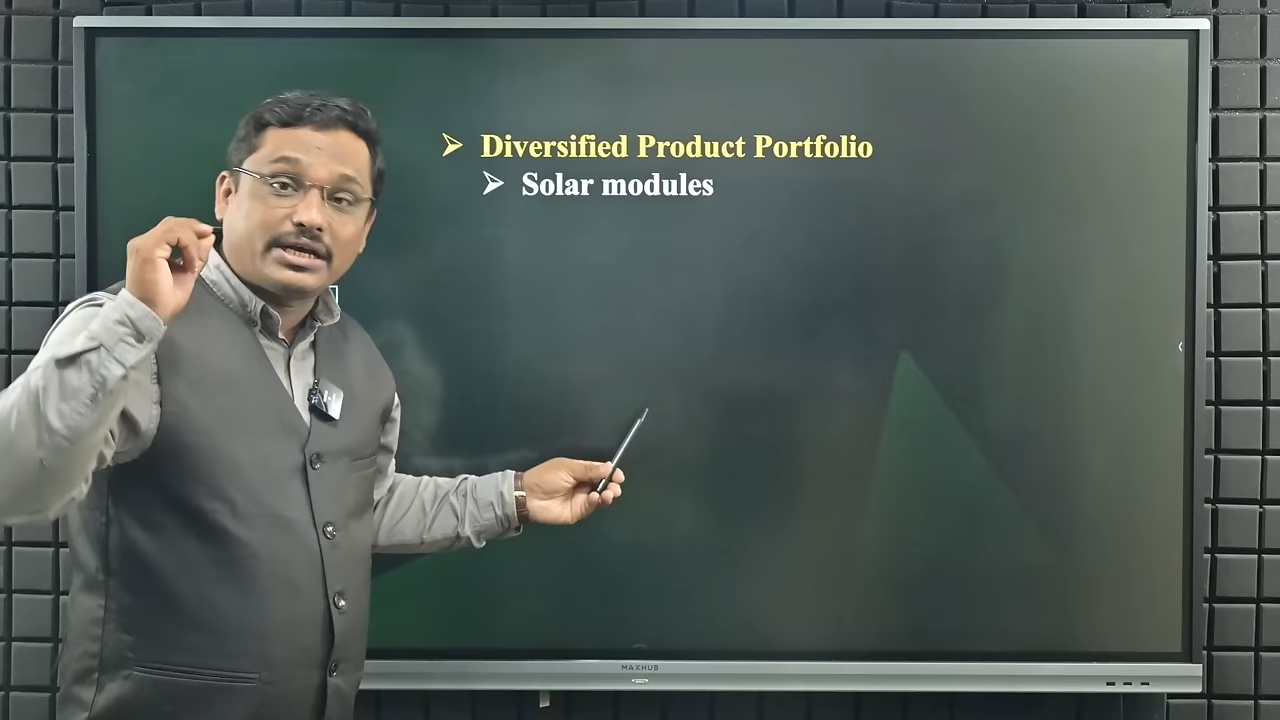 ➢ Diversified Product Portfolio
➢ Solar modules
MAXHUB